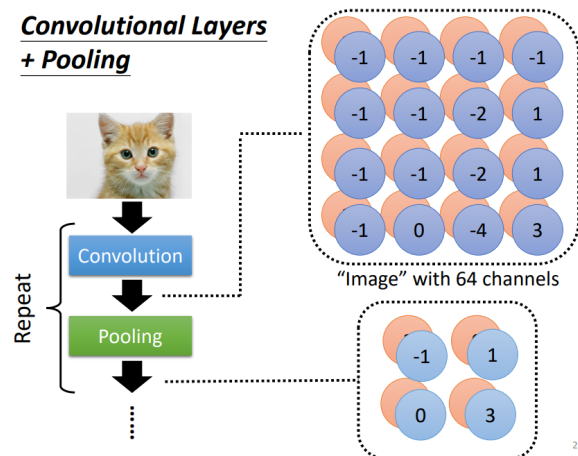 Convolutional Layers
+ Pooling
-1 -1 -1 -1
-1 -1 -2 1
-1 -1 -2 1
-1 0 -4 3
"Image" with 64 channels
Repeat
Convolution
Pooling
......
-1 1
0 3
2